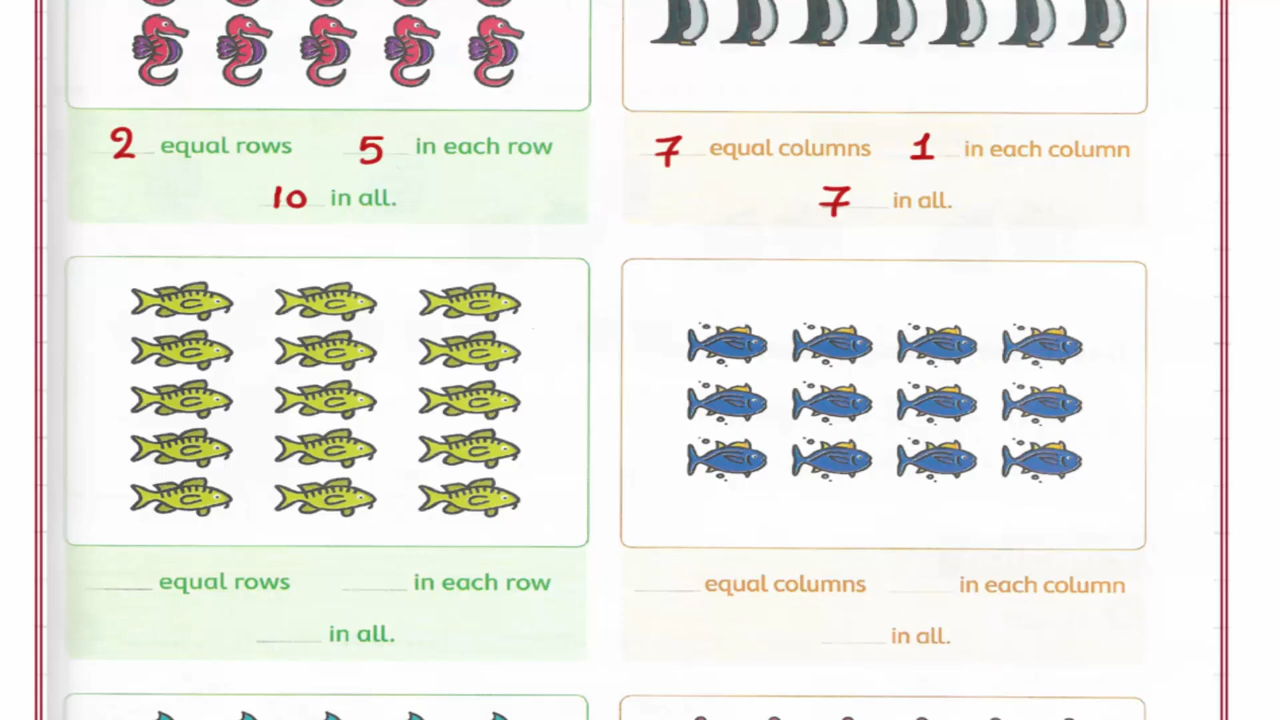 2 equal rows 5 in each row
10 in all.
7 equal columns 1 in each column
7 in all.
equal rows in each row
in all.
equal columns in each column
in all.